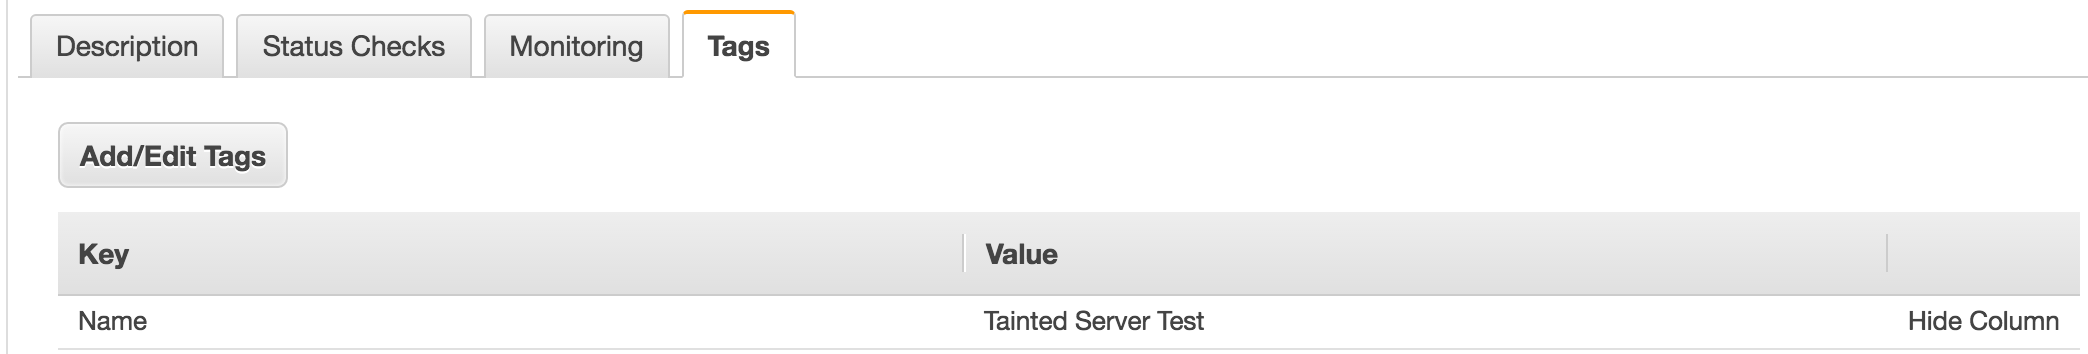 Description Status Checks Monitoring Tags
Add/Edit Tags
Key Value
Name Tainted Server Test Hide Column